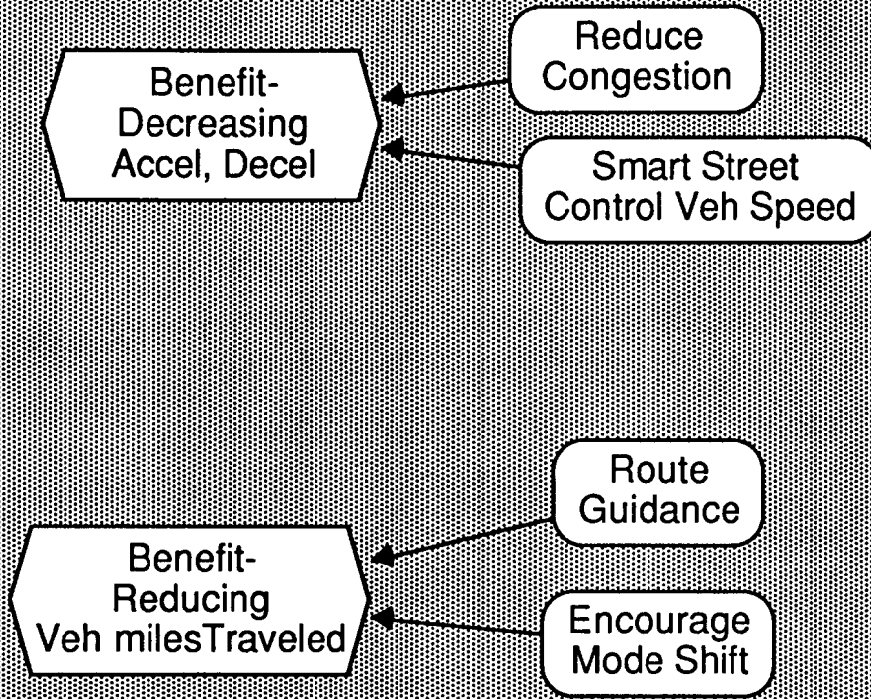 Reduce
Congestion
Benefit-
Decreasing
Accel, Decel
Smart Street
Control Veh Speed
Route
Guidance
Benefit-
Reducing
Veh milesTraveled
Encourage
Mode Shift